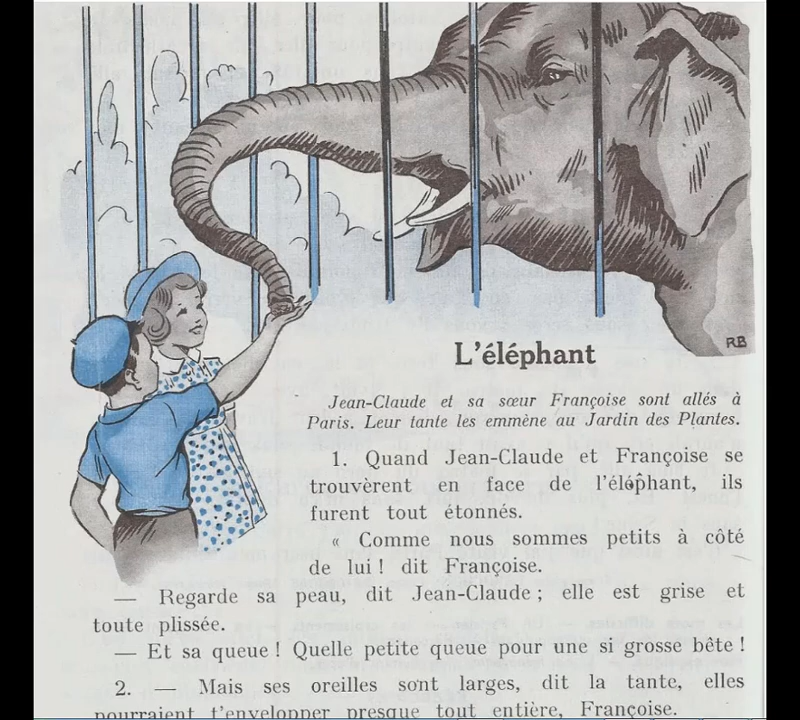 RB
L'éléphant
Jean-Claude et sa sœur Françoise sont allés à
Paris. Leur tante les emmène au Jardin des Plantes.
1. Quand Jean-Claude et Françoise se
trouvèrent en face de l'éléphant, ils
furent tout étonnés.
« Comme nous sommes petits à côté
de lui ! dit Françoise.
— Regarde sa peau, dit Jean-Claude ; elle est grise et
toute plissée.
— Et sa queue ! Quelle petite queue pour une si grosse bête !
2. — Mais ses oreilles sont larges, dit la tante, elles
pourraient t'envelopper presque tout entière, Françoise.